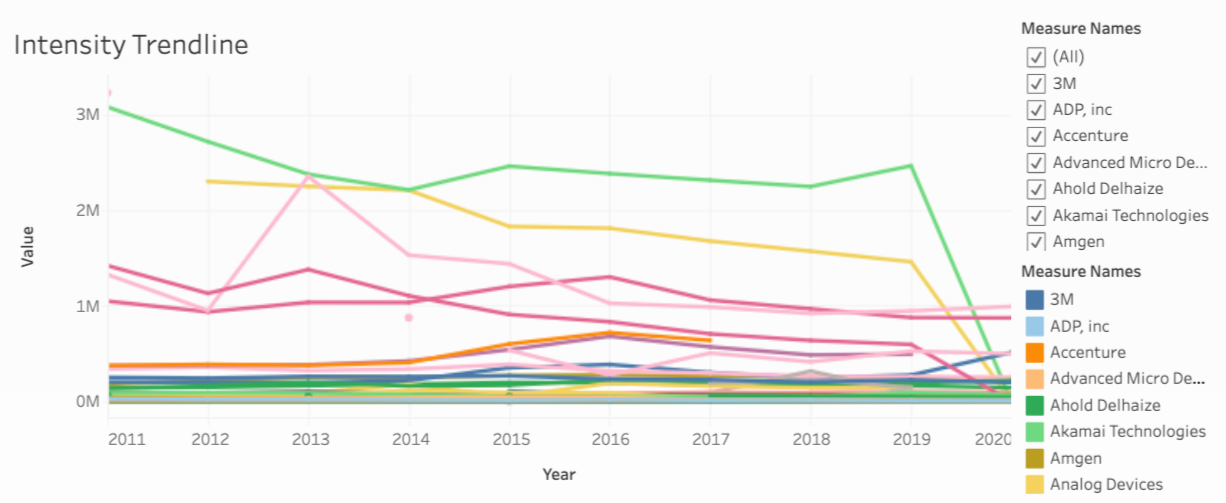 Intensity Trendline
3M
2M
1M
0M
Value
2011 2012 2013 2014 2015 2016 2017 2018 2019 2020
Year
Measure Names
(All)
3M
ADP, inc
Accenture
Advanced Micro De...
Ahold Delhaize
Akamai Technologies
Amgen
Measure Names
3M
ADP, inc
Accenture
Advanced Micro De...
Ahold Delhaize
Akamai Technologies
Amgen
Analog Devices